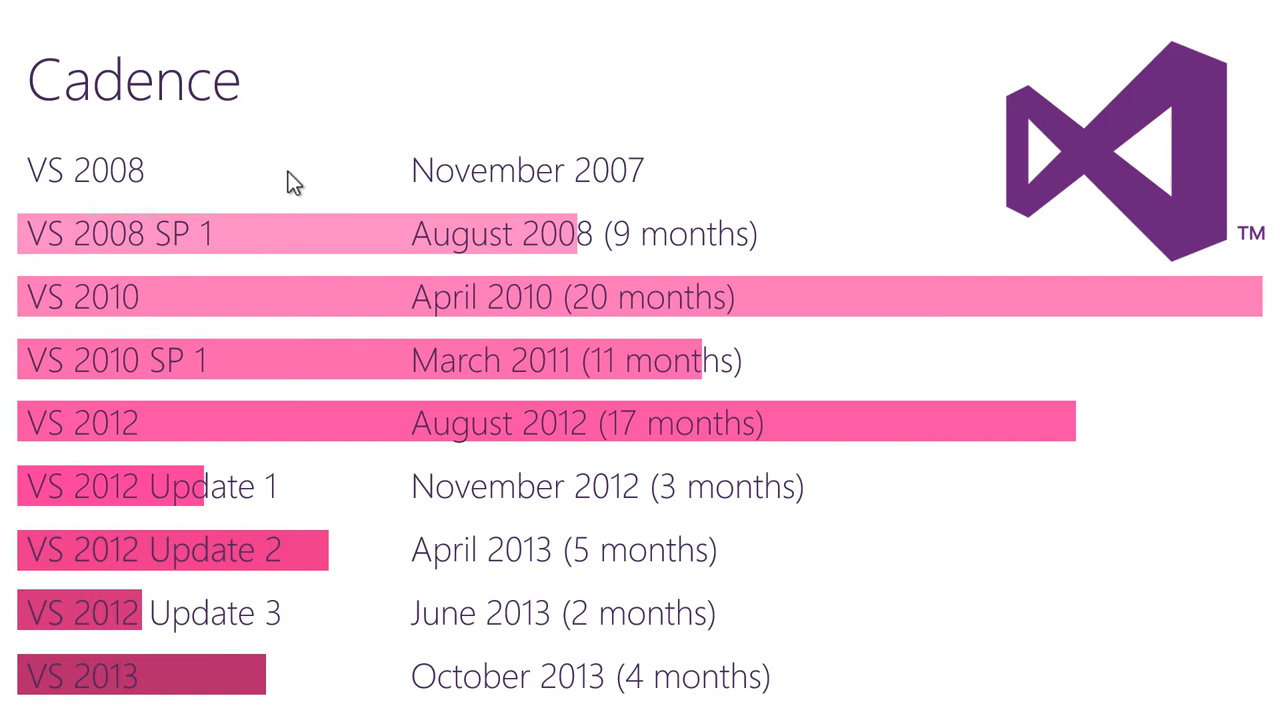 Cadence
VS 2008 November 2007
VS 2008 SP 1 August 2008 (9 months)
VS 2010 April 2010 (20 months)
VS 2010 SP 1 March 2011 (11 months)
VS 2012 August 2012 (17 months)
VS 2012 Update 1 November 2012 (3 months)
VS 2012 Update 2 April 2013 (5 months)
VS 2012 Update 3 June 2013 (2 months)
VS 2013 October 2013 (4 months)
TM